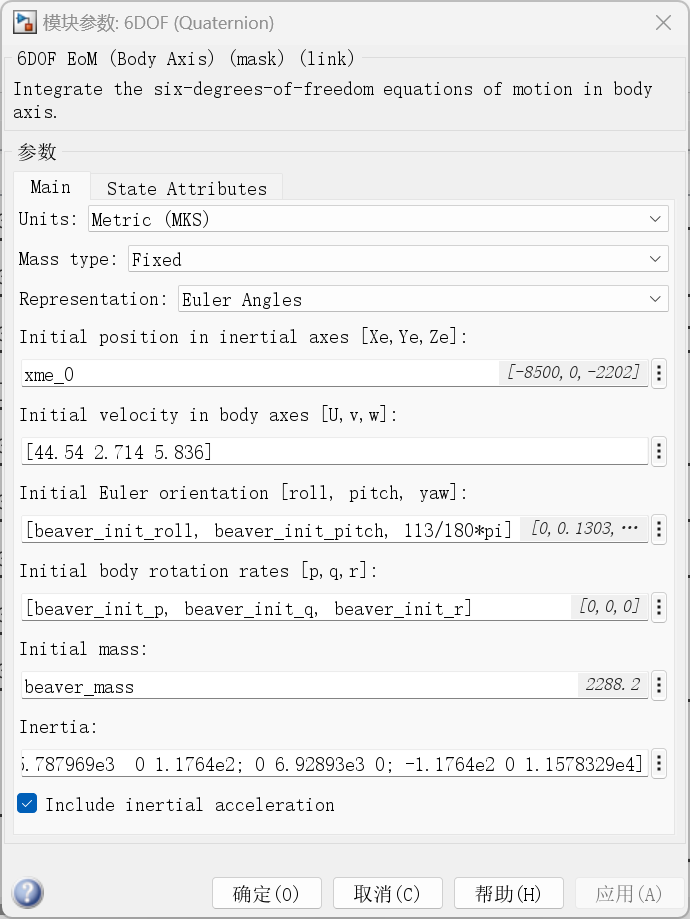 模块参数: 6DOF (Quaternion)
6DOF EoM (Body Axis) (mask) (link)
Integrate the six-degrees-of-freedom equations of motion in body
axis.
参数
Main State Attributes
Units: Metric (MKS)
Mass type: Fixed
Representation: Euler Angles
Initial position in inertial axes [Xe,Ye,Ze]:
xme_0 [-8500,0,-2202]
Initial velocity in body axes [U,v,w]:
[44.54 2.714 5.836]
Initial Euler orientation [roll, pitch, yaw]:
[beaver_init_roll, beaver_init_pitch, 113/180*pi] [0,0.1303,…
Initial body rotation rates [p,q,r]:
[beaver_init_p, beaver_init_q, beaver_init_r] [0,0,0]
Initial mass:
beaver_mass 2288.2
Inertia:
5.787969e3 0 1.1764e2; 0 6.92893e3 0; -1.1764e2 0 1.1578329e4]
Include inertial acceleration
确定(O) 取消(C) 帮助(H) 应用(A)